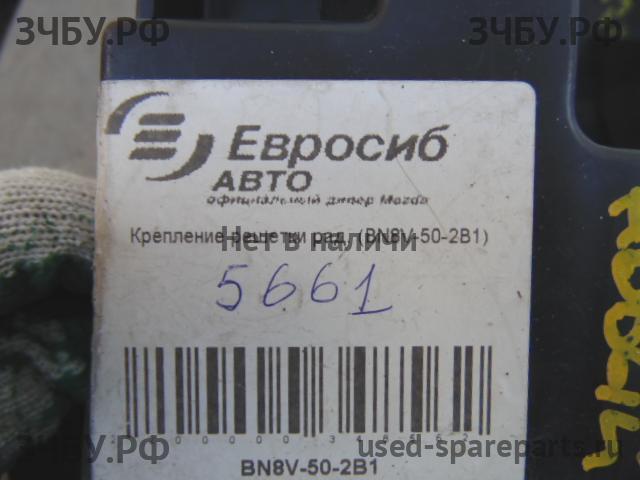 ЗЧБУ.РФ
ЗЧБУ.РФ
Евросиб
АВТО
официальный дилер Mazda
Крепление решетки рад. (BN8V-50-2B1)
Нет в наличии
5661
ЗЧБУ.РФ
used-spareparts.ru
BN8V-50-2B1